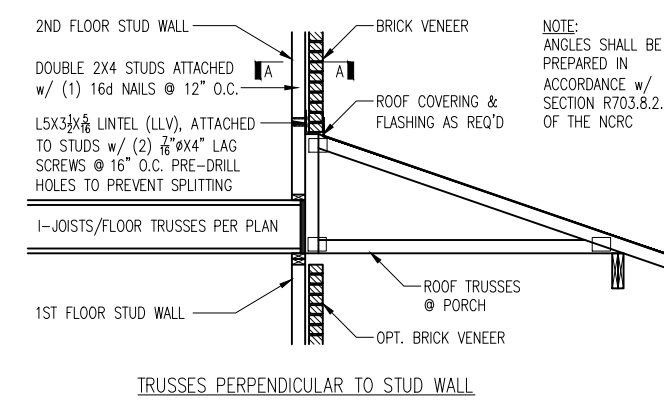 2ND FLOOR STUD WALL
DOUBLE 2X4 STUDS ATTACHED
w/ (1) 16d NAILS @ 12" O.C.
L5X3½X5/16 LINTEL (LLV), ATTACHED
TO STUDS w/ (2) 7/16"øX4" LAG
SCREWS @ 16" O.C. PRE-DRILL
HOLES TO PREVENT SPLITTING
I-JOISTS/FLOOR TRUSSES PER PLAN
1ST FLOOR STUD WALL
A
A
BRICK VENEER
ROOF COVERING &
FLASHING AS REQ'D
ROOF TRUSSES
@ PORCH
OPT. BRICK VENEER
NOTE:
ANGLES SHALL BE
PREPARED IN
ACCORDANCE w/
SECTION R703.8.2.
OF THE NCRC
TRUSSES PERPENDICULAR TO STUD WALL